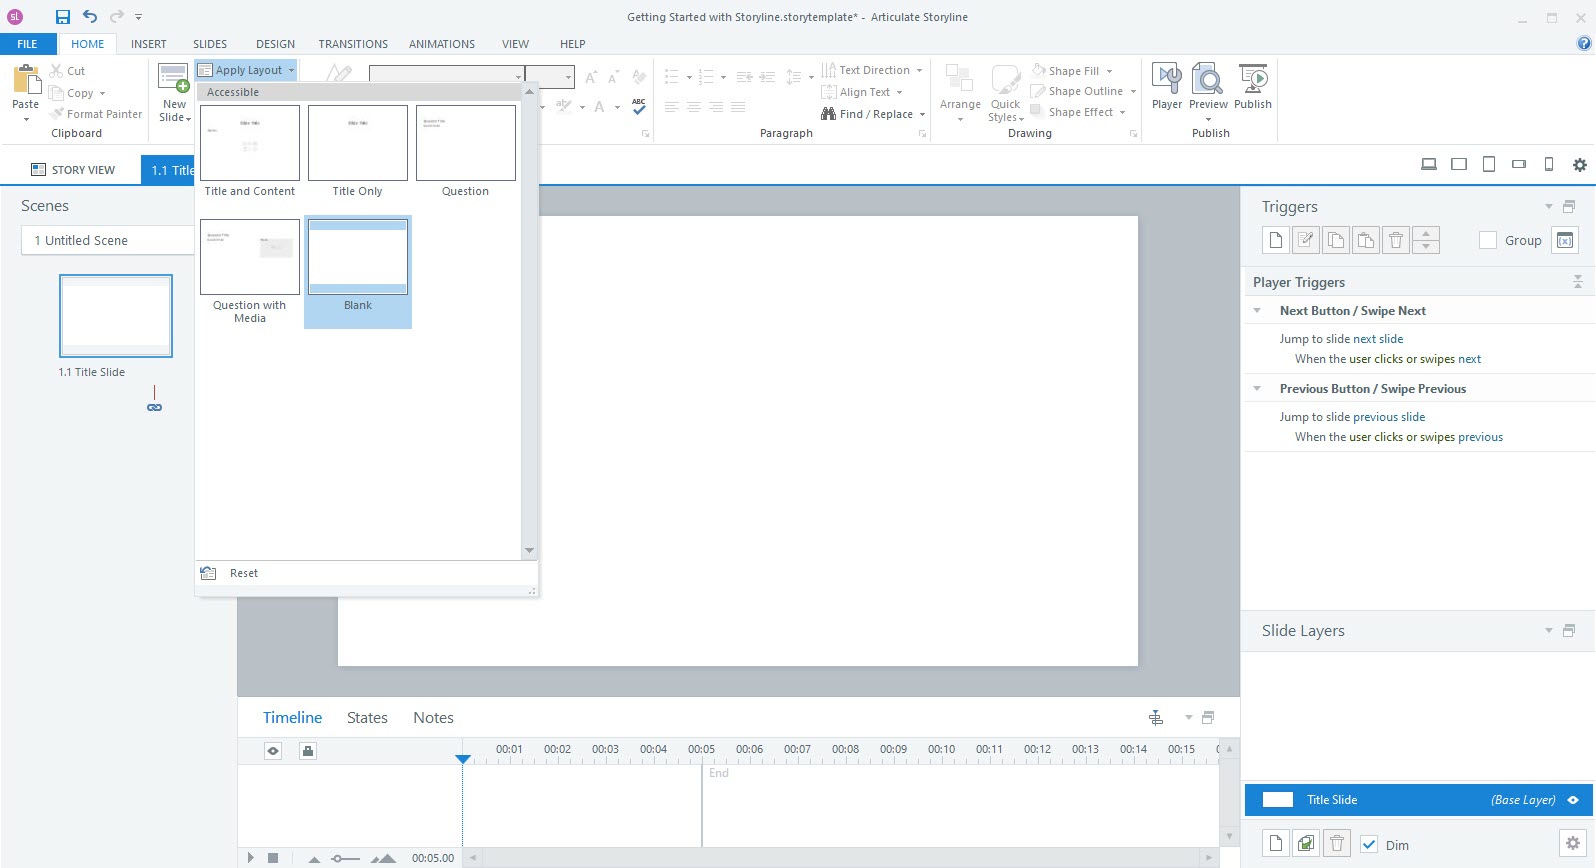 Getting Started with Storyline.storytemplate* - Articulate Storyline
FILE HOME INSERT SLIDES DESIGN TRANSITIONS ANIMATIONS VIEW HELP
Paste
Cut
Copy
Format Painter
Clipboard
New Slide
Apply Layout
Text Direction
Align Text
Find / Replace
Paragraph
Arrange
Quick Styles
Shape Fill
Shape Outline
Shape Effect
Drawing
Player
Preview
Publish
Publish
Accessible
Title and Content
Title Only
Question
Question with
Media
Blank
Reset
STORY VIEW
1.1 Title
Scenes
1 Untitled Scene
1.1 Title Slide
Triggers
Group
Player Triggers
Next Button / Swipe Next
Jump to slide next slide
When the user clicks or swipes next
Previous Button / Swipe Previous
Jump to slide previous slide
When the user clicks or swipes previous
Slide Layers
Title Slide (Base Layer)
Dim
Timeline States Notes
00:01 00:02 00:03 00:04 00:05 00:06 00:07 00:08 00:09 00:10 00:11 00:12 00:13 00:14 00:15
End
00:05.00